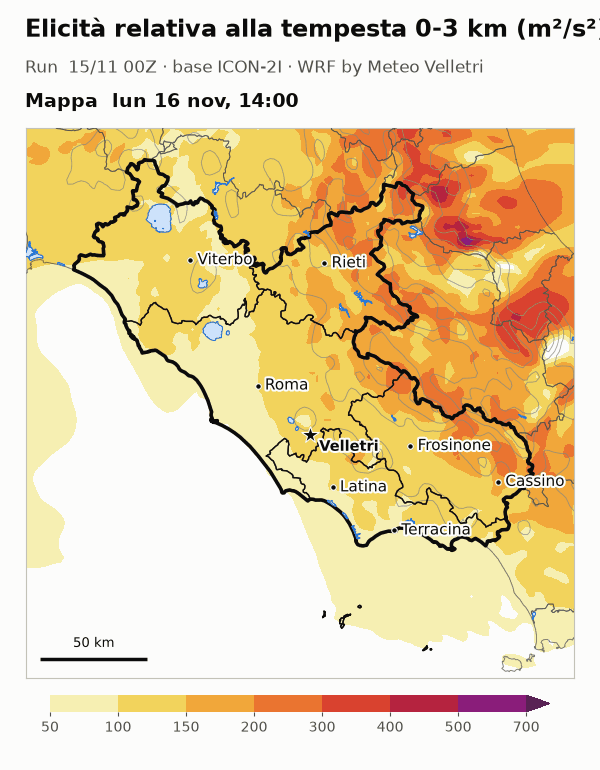 Elicità relativa alla tempesta 0-3 km (m²/s²)
Run 15/11 00Z · base ICON-2I · WRF by Meteo Velletri
Mappa lun 16 nov, 14:00
Viterbo
Rieti
Roma
Velletri
Frosinone
Cassino
Latina
Terracina
50 km
50 100 150 200 300 400 500 700